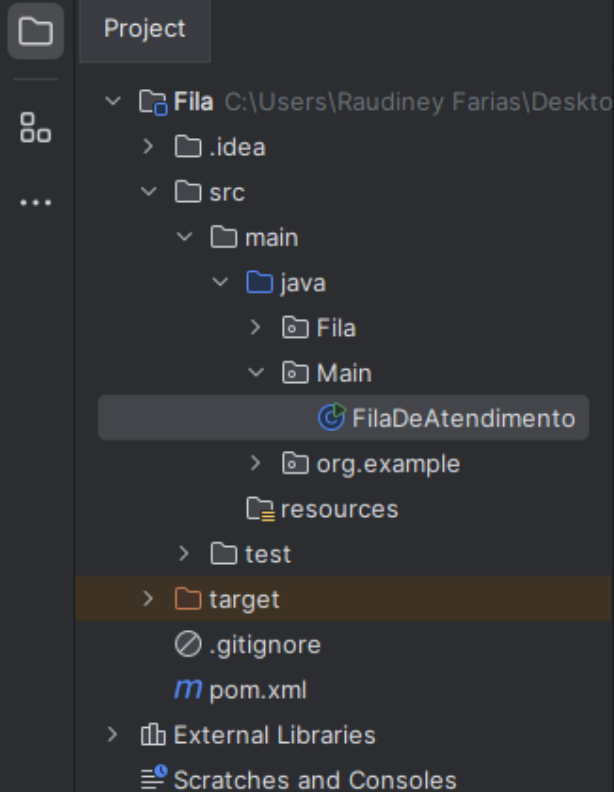 Project
Fila C:\Users\Raudiney Farias\Deskto
.idea
src
main
java
Fila
Main
FilaDeAtendimento
org.example
resources
test
target
.gitignore
m pom.xml
External Libraries
Scratches and Consoles